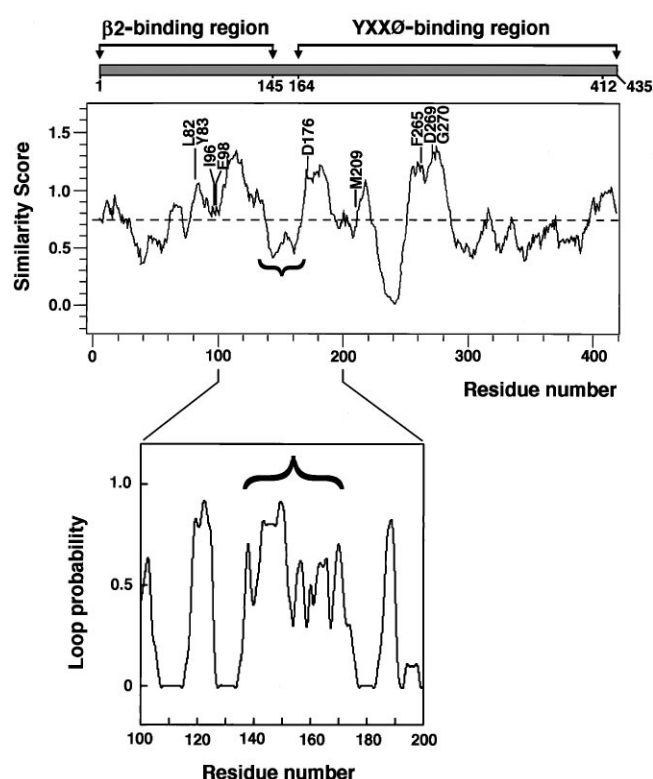 β2-binding region YXXØ-binding region
1 145 164 412 435
L82
Y83
I96
E98
D176
M209
F265
D269
G270
Similarity Score
1.5
1.0
0.5
0.0
0 100 200 300 400
Residue number
Loop probability
1.0
0.5
0
100 120 140 160 180 200
Residue number